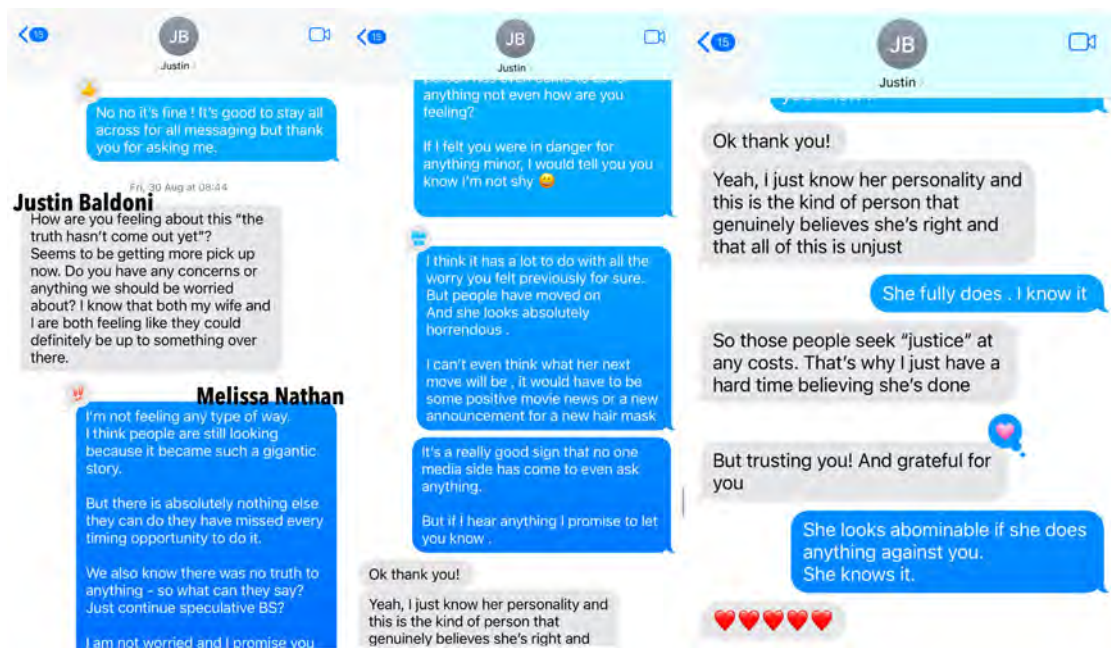 15
JB
Justin
No no it's fine ! It's good to stay all
across for all messaging but thank
you for asking me.
Fri, 30 Aug at 08:44
Justin Baldoni
How are you feeling about this "the
truth hasn't come out yet"?
Seems to be getting more pick up
now. Do you have any concerns or
anything we should be worried
about? I know that both my wife and
I are both feeling like they could
definitely be up to something over
there.
Melissa Nathan
I'm not feeling any type of way.
I think people are still looking
because it became such a gigantic
story.
But there is absolutely nothing else
they can do they have missed every
timing opportunity to do it.
We also know there was no truth to
anything - so what can they say?
Just continue speculative BS?
I am not worried and I promise you
15
JB
Justin
anything not even how are you
feeling?
If I felt you were in danger for
anything minor, I would tell you you
know I'm not shy 😀
I think it has a lot to do with all the
worry you felt previously for sure.
But people have moved on
And she looks absolutely
horrendous .
I can't even think what her next
move will be , it would have to be
some positive movie news or a new
announcement for a new hair mask
It's a really good sign that no one
media side has come to even ask
anything.
But if I hear anything I promise to let
you know .
Ok thank you!
Yeah, I just know her personality and
this is the kind of person that
genuinely believes she's right and
15
JB
Justin
Ok thank you!
Yeah, I just know her personality and
this is the kind of person that
genuinely believes she's right and
that all of this is unjust
She fully does . I know it
So those people seek "justice" at
any costs. That's why I just have a
hard time believing she's done
But trusting you! And grateful for
you
She looks abominable if she does
anything against you.
She knows it.
❤️❤️❤️❤️❤️